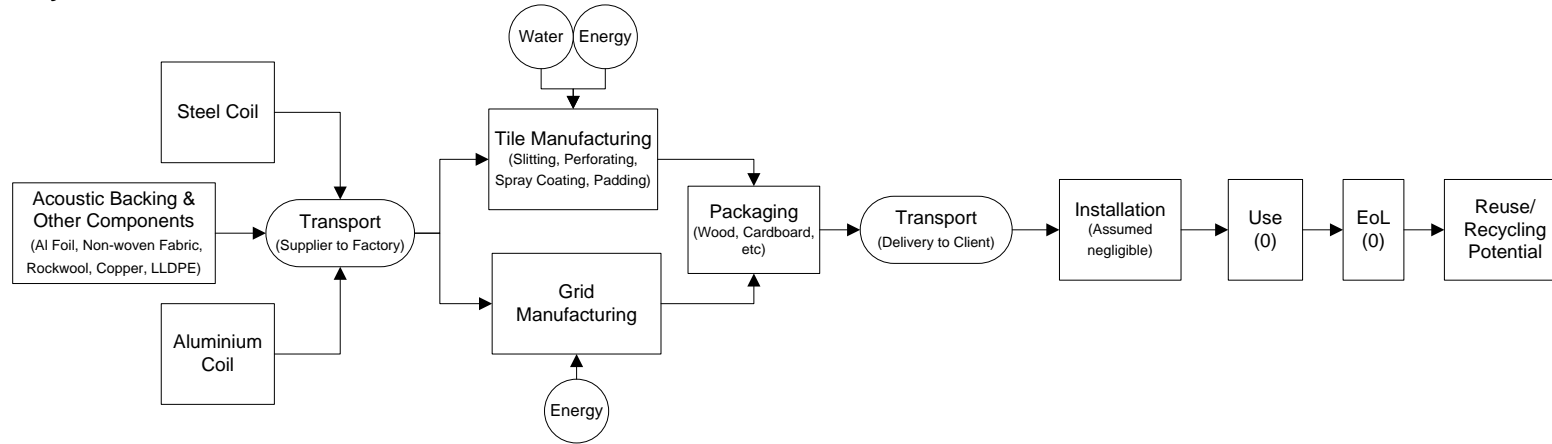 Water
Energy
Steel Coil
Tile Manufacturing
(Slitting, Perforating,
Spray Coating, Padding)
Acoustic Backing &
Other Components
(Al Foil, Non-woven Fabric,
Rockwool, Copper, LLDPE)
Transport
(Supplier to Factory)
Packaging
(Wood, Cardboard,
etc)
Transport
(Delivery to Client)
Installation
(Assumed
negligible)
Use
(0)
EoL
(0)
Reuse/
Recycling
Potential
Grid
Manufacturing
Aluminium
Coil
Energy